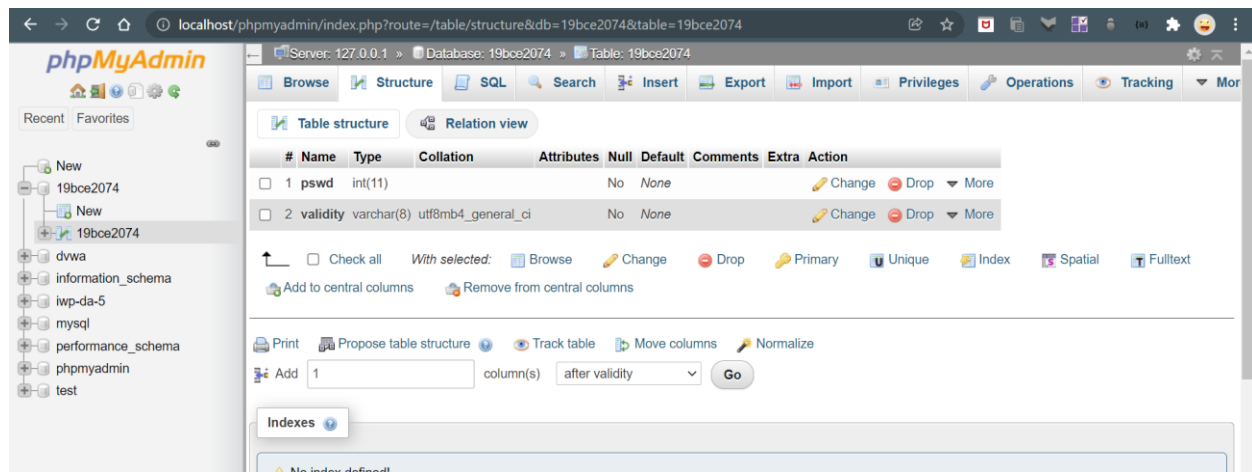 localhost/phpmyadmin/index.php?route=/table/structure&db=19bce2074&table=19bce2074
phpMyAdmin
Recent Favorites
New
19bce2074
New
19bce2074
dvwa
information_schema
iwp-da-5
mysql
performance_schema
phpmyadmin
test
Server: 127.0.0.1 » Database: 19bce2074 » Table: 19bce2074
Browse Structure SQL Search Insert Export Import Privileges Operations Tracking Mor
Table structure Relation view
# Name Type Collation Attributes Null Default Comments Extra Action
1 pswd int(11) No None Change Drop More
2 validity varchar(8) utf8mb4_general_ci No None Change Drop More
Check all With selected: Browse Change Drop Primary Unique Index Spatial Fulltext
Add to central columns Remove from central columns
Print Propose table structure Track table Move columns Normalize
Add 1 column(s) after validity Go
Indexes
No index defined!